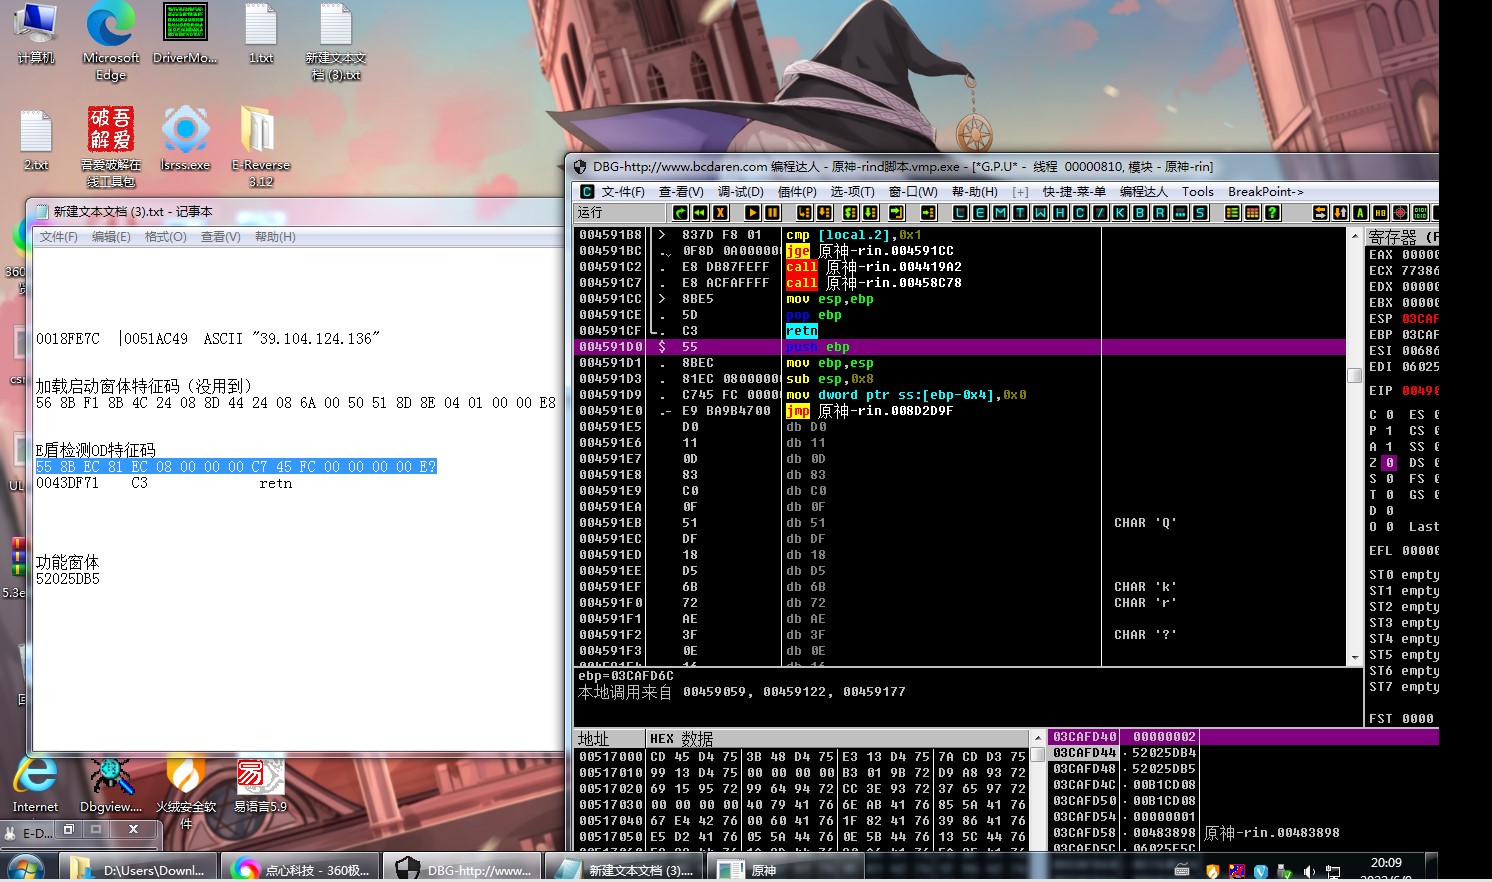 计算机
Microsoft Edge
DriverMo...
1.txt
新建文本文档 (3).txt
2.txt
吾爱破解
吾爱破解在线工具包
lsrss.exe
E-Reverse 3.12
新建文本文档 (3).txt - 记事本
文件(F) 编辑(E) 格式(O) 查看(V) 帮助(H)
0018FE7C |0051AC49 ASCII "39.104.124.136"
加载启动窗体特征码（没用到）
56 8B F1 8B 4C 24 08 8D 44 24 08 6A 00 50 51 8D 8E 04 01 00 00 E8
E盾检测OD特征码
55 8B EC 81 EC 08 00 00 00 C7 45 FC 00 00 00 00 E?
0043DF71 C3 retn
功能窗体
52025DB5
DBG-http://www.bcdaren.com 编程达人 - 原神-rind脚本.vmp.exe - [*G.P.U* - 线程 00000810, 模块 - 原神-rin]
文-件(F) 查-看(V) 调-试(D) 插件(P) 选-项(T) 窗-口(W) 帮-助(H) [+] 快-捷-菜-单 编程达人 Tools BreakPoint->
运行
L E M T W H C / K B R ... S
004591B8 > 837D F8 01 cmp [local.2],0x1
004591BC . 0F8D 0A000000 jge 原神-rin.004591CC
004591C2 . E8 DB87FEFF call 原神-rin.004419A2
004591C7 . E8 ACFAFFFF call 原神-rin.00458C78
004591CC > 8BE5 mov esp,ebp
004591CE . 5D pop ebp
004591CF . C3 retn
004591D0 $ 55 push ebp
004591D1 . 8BEC mov ebp,esp
004591D3 . 81EC 0800000 sub esp,0x8
004591D9 . C745 FC 0000 mov dword ptr ss:[ebp-0x4],0x0
004591E0 .- E9 BA9B4700 jmp 原神-rin.008D2D9F
004591E5 D0 db D0
004591E6 11 db 11
004591E7 0D db 0D
004591E8 83 db 83
004591E9 C0 db C0
004591EA 0F db 0F
004591EB 51 db 51 CHAR 'Q'
004591EC DF db DF
004591ED 18 db 18
004591EE D5 db D5
004591EF 6B db 6B CHAR 'k'
004591F0 72 db 72 CHAR 'r'
004591F1 AE db AE
004591F2 3F db 3F CHAR '?'
004591F3 0E db 0E
ebp=03CAFD6C
本地调用来自 00459059, 00459122, 00459177
寄存器 (F
EAX 00000
ECX 77386
EDX 00000
EBX 00000
ESP 03CAF
EBP 03CAF
ESI 00686
EDI 06025
EIP 00490
C 0 ES 0
P 1 CS 0
A 1 SS 0
Z 0 DS 0
S 0 FS 0
T 0 GS 0
D 0
O 0 Last
EFL 00000
ST0 empty
ST1 empty
ST2 empty
ST3 empty
ST4 empty
ST5 empty
ST6 empty
ST7 empty
FST 0000
地址 HEX 数据
00517000 CD 45 D4 75 3B 48 D4 75 E3 13 D4 75 7A CD D3 75
00517010 99 13 D4 75 00 00 00 00 B3 01 9B 72 D9 A8 93 72
00517020 69 15 95 72 99 64 94 72 CC 3E 93 72 37 65 97 72
00517030 00 00 00 00 40 79 41 76 6E AB 41 76 85 5A 41 76
00517040 67 E4 42 76 00 60 41 76 1F 82 41 76 39 86 41 76
00517050 E5 D2 41 76 05 5A 44 76 0E 5B 44 76 13 5C 44 76
03CAFD40 00000002
03CAFD44 52025DB4
03CAFD48 52025DB5
03CAFD4C 00B1CD08
03CAFD50 00B1CD08
03CAFD54 00000001
03CAFD58 00483898 原神-rin.00483898
03CAFD5C 06025E5C
Internet
Dbgview....
火绒安全软件
易语言5.9
E-D...
D:\Users\Downl...
点心科技 - 360极...
DBG-http://www...
新建文本文档 (3)....
原神
20:09